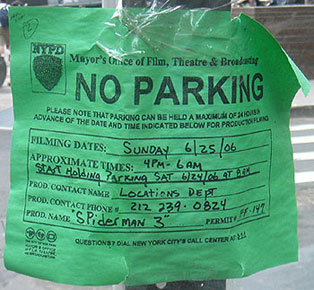 NYPD
Mayor's Office of Film, Theatre & Broadcasting
NO PARKING
PLEASE NOTE THAT PARKING CAN BE HELD A MAXIMUM OF 24 HOURS IN
ADVANCE OF THE DATE AND TIME INDICATED BELOW FOR PRODUCTION FILMING
FILMING DATES: SUNDAY 6/25/06
APPROXIMATE TIMES: 4PM-6AM
START HOLDING PARKING SAT 6/24/06 AT 8AM
PROD. CONTACT NAME LOCATIONS DEPT
PROD. CONTACT PHONE # 212 239-0824
PROD. NAME "SPIDERMAN 3" PERMIT# FF-147
QUESTIONS? DIAL NEW YORK CITY'S CALL CENTER AT 311